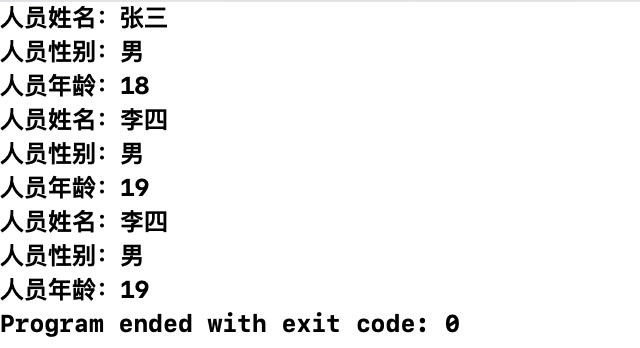 人员姓名：张三
人员性别：男
人员年龄：18
人员姓名：李四
人员性别：男
人员年龄：19
人员姓名：李四
人员性别：男
人员年龄：19
Program ended with exit code: 0